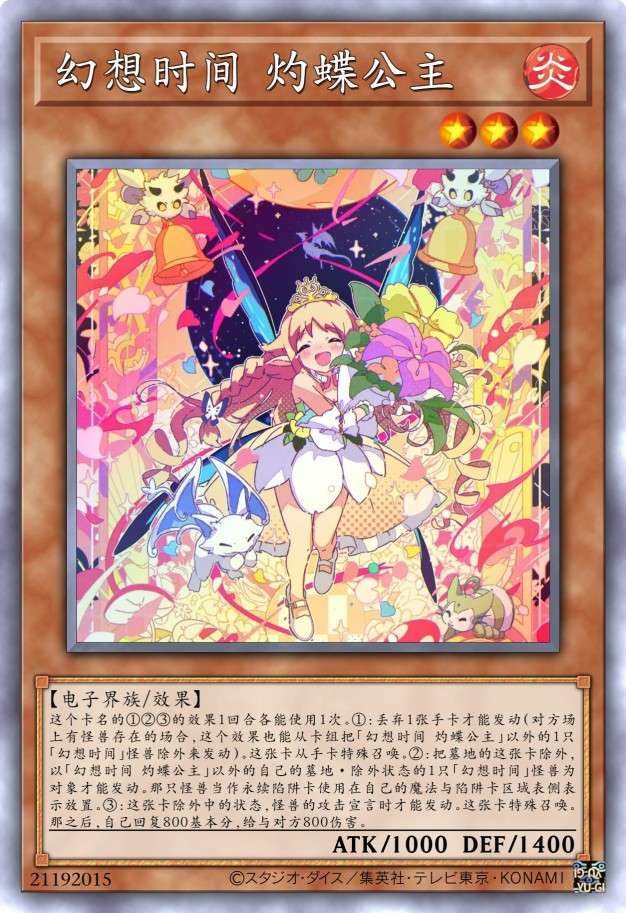 幻想时间 灼蝶公主
炎
【电子界族/效果】
这个卡名的①②③的效果1回合各能使用1次。①:丢弃1张手卡才能发动(对方场
上有怪兽存在的场合,这个效果也能从卡组把「幻想时间 灼蝶公主」以外的1只
「幻想时间」怪兽除外来发动)。这张卡从手卡特殊召唤。②:把墓地的这张卡除外,
以「幻想时间 灼蝶公主」以外的自己的墓地・除外状态的1只「幻想时间」怪兽为
对象才能发动。那只怪兽当作永续陷阱卡使用在自己的魔法与陷阱卡区域表侧表
示放置。③:这张卡除外中的状态,怪兽的攻击宣言时才能发动。这张卡特殊召唤。
那之后,自己回复800基本分,给与对方800伤害。
ATK/1000 DEF/1400
21192015 ©スタジオ・ダイス/集英社・テレビ東京・KONAMI